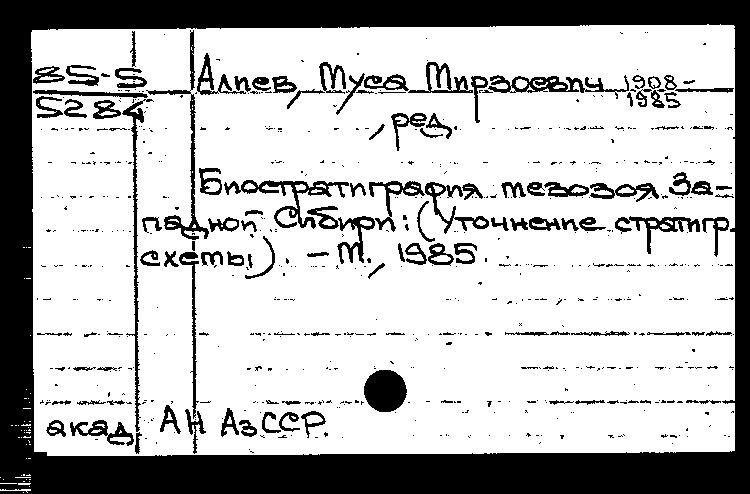 85-5
5284
Алиев, Муса Мирзоевич 1908-
1985
, ред.
Биостратиграфия мезозоя За-
падной Сибири: (Уточнение стратигр.
схемы). – М., 1985.
акад. АН АзССР.